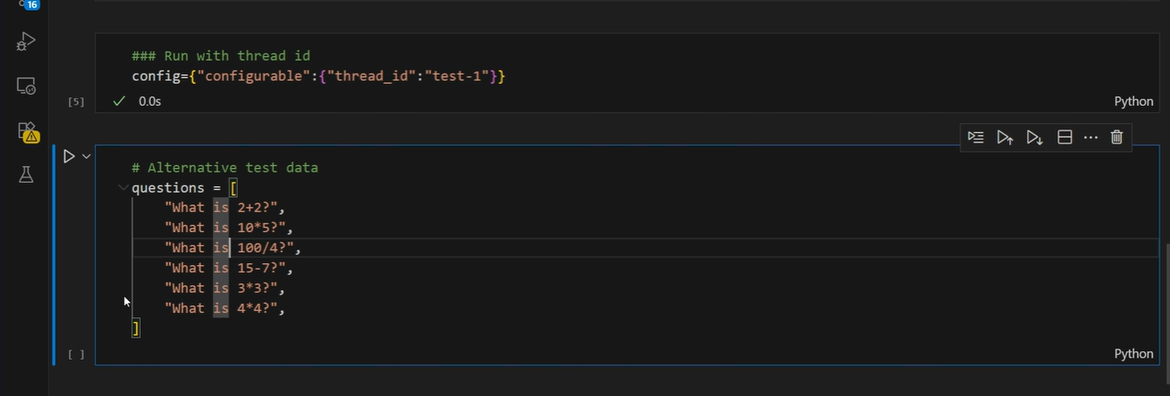 16
### Run with thread id
config={"configurable":{"thread_id":"test-1"}}
[5]
0.0s
Python
# Alternative test data
questions = [
"What is 2+2?",
"What is 10*5?",
"What is 100/4?",
"What is 15-7?",
"What is 3*3?",
"What is 4*4?",
]
[ ]
Python